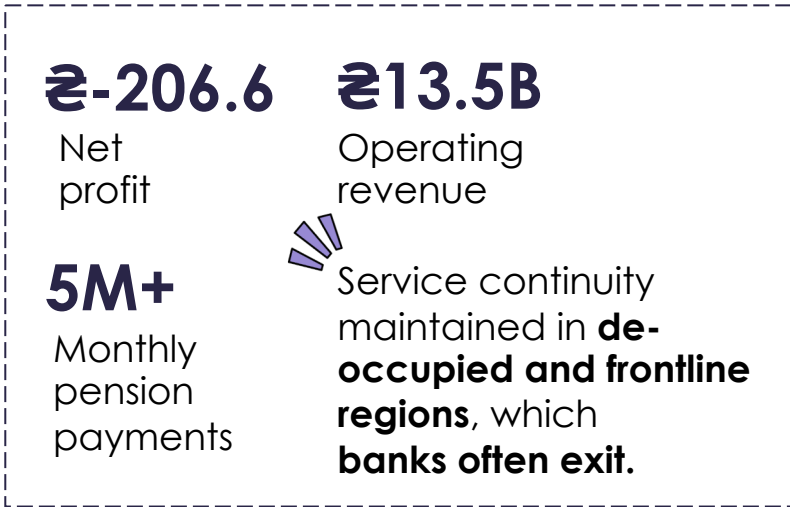 ₴-206.6
Net
profit
₴13.5B
Operating
revenue
5M+
Monthly
pension
payments
Service continuity
maintained in de-
occupied and frontline
regions, which
banks often exit.